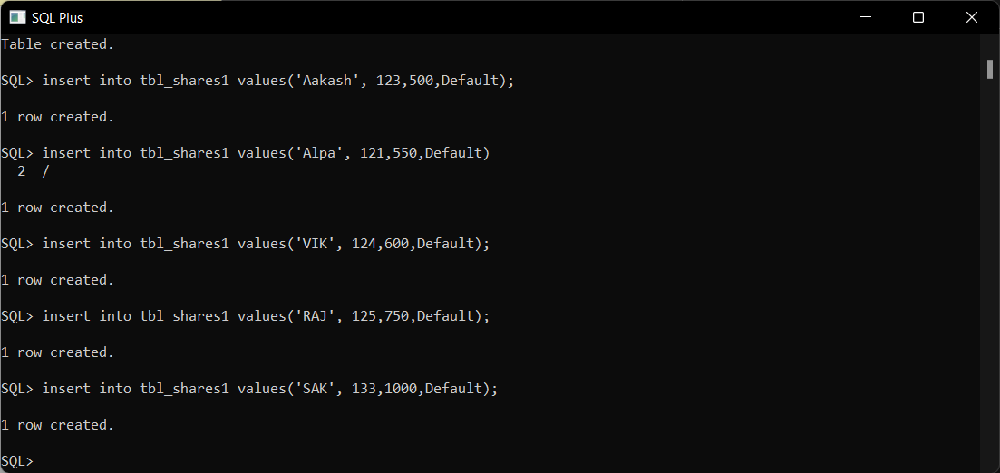 SQL Plus
Table created.
SQL> insert into tbl_shares1 values('Aakash', 123,500,Default);
1 row created.
SQL> insert into tbl_shares1 values('Alpa', 121,550,Default)
  2  /
1 row created.
SQL> insert into tbl_shares1 values('VIK', 124,600,Default);
1 row created.
SQL> insert into tbl_shares1 values('RAJ', 125,750,Default);
1 row created.
SQL> insert into tbl_shares1 values('SAK', 133,1000,Default);
1 row created.
SQL>